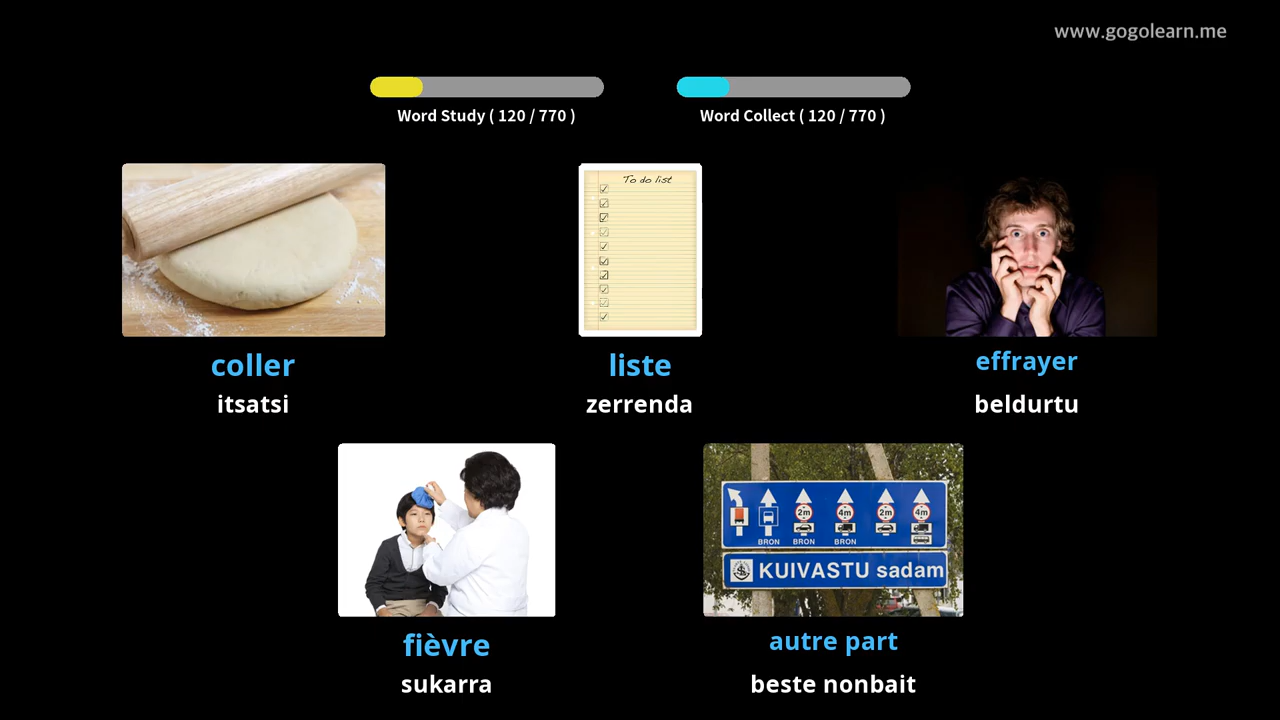 www.gogolearn.me
Word Study ( 120 / 770 )
Word Collect ( 120 / 770 )
To do list
coller
liste
effrayer
itsatsi
zerrenda
beldurtu
2m
4m
2m
4m
BRON
BRON
BRON
KUIVASTU sadam
fièvre
autre part
sukarra
beste nonbait